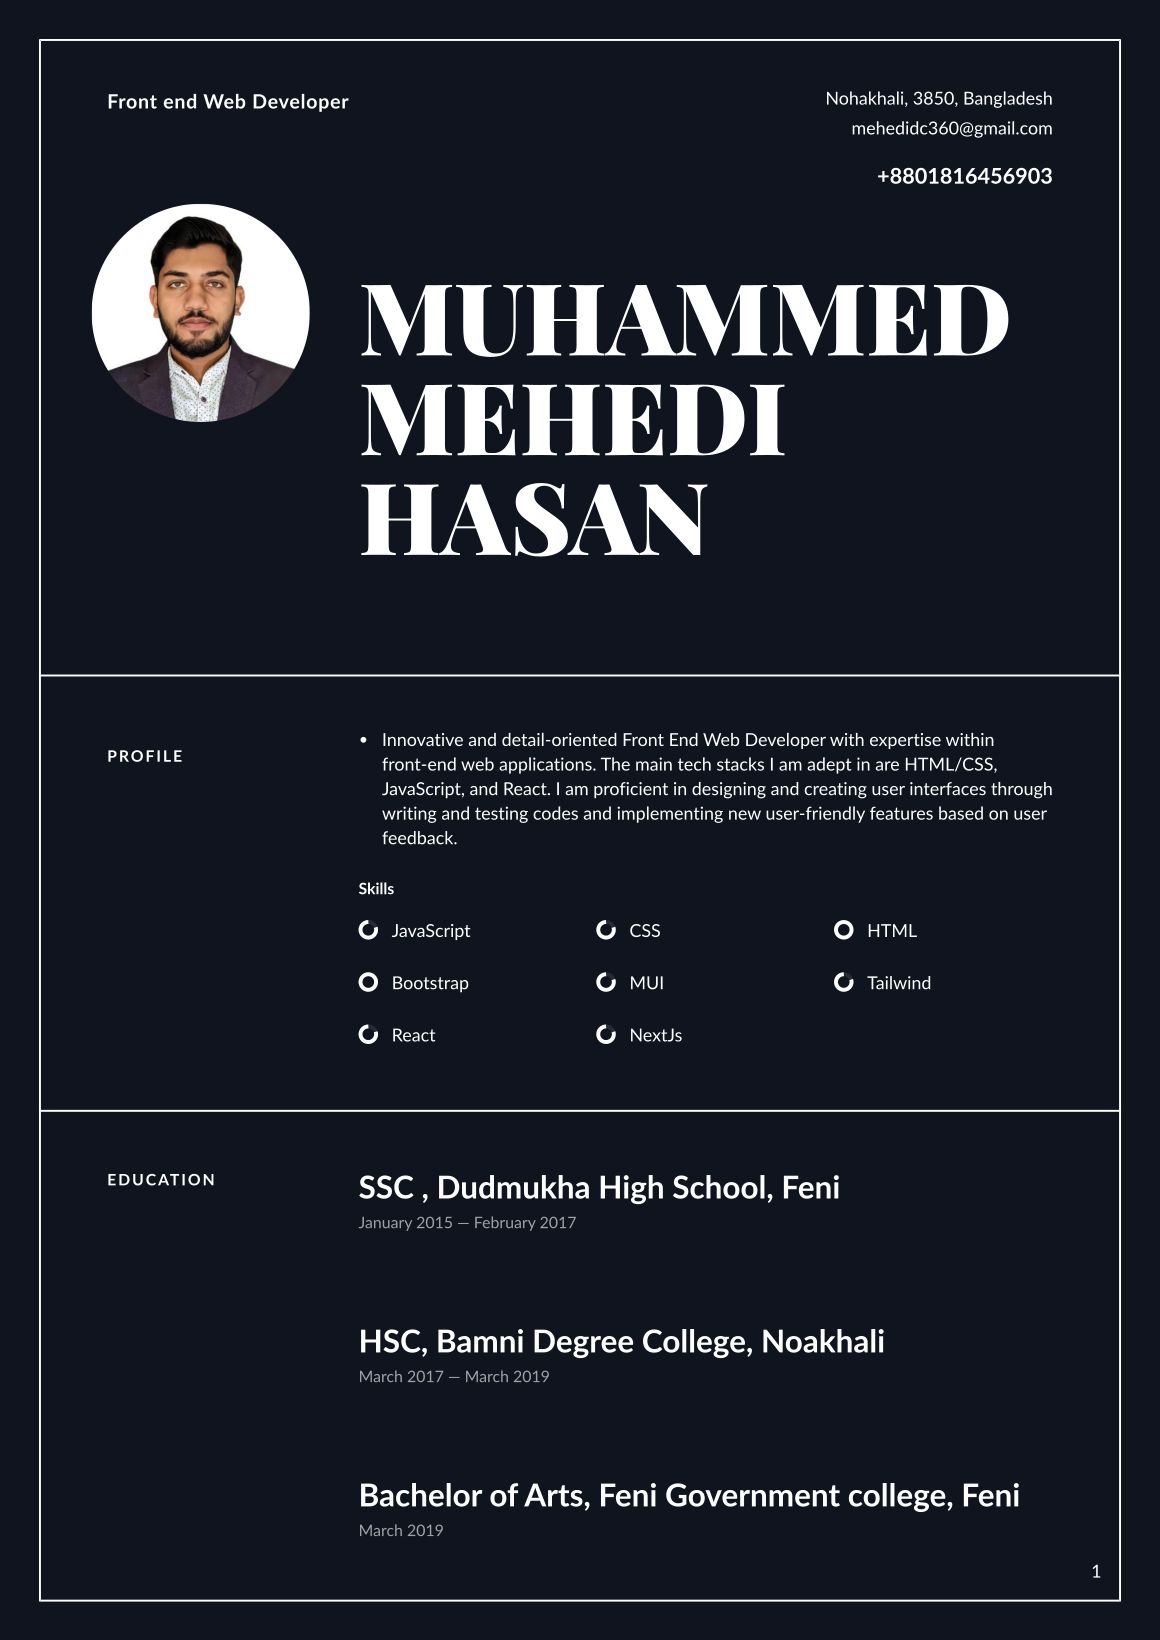 Front end Web Developer
Nohakhali, 3850, Bangladesh
mehedidc360@gmail.com
+8801816456903
MUHAMMED
MEHEDI
HASAN
PROFILE
• Innovative and detail-oriented Front End Web Developer with expertise within
front-end web applications. The main tech stacks I am adept in are HTML/CSS,
JavaScript, and React. I am proficient in designing and creating user interfaces through
writing and testing codes and implementing new user-friendly features based on user
feedback.
Skills
JavaScript CSS HTML
Bootstrap MUI Tailwind
React NextJs
EDUCATION
SSC , Dudmukha High School, Feni
January 2015 — February 2017
HSC, Bamni Degree College, Noakhali
March 2017 — March 2019
Bachelor of Arts, Feni Government college, Feni
March 2019
1